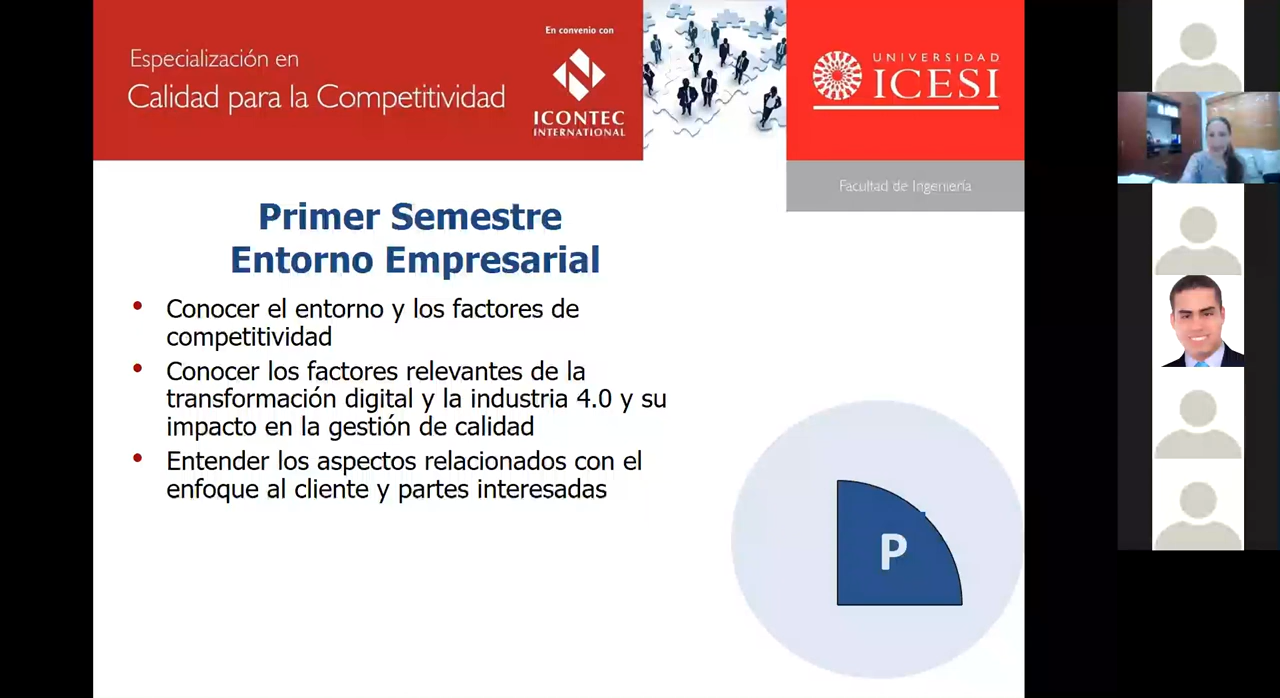 Especialización en
Calidad para la Competitividad
En convenio con
ICONTEC
INTERNATIONAL
UNIVERSIDAD
ICESI
Facultad de Ingeniería
Primer Semestre
Entorno Empresarial
• Conocer el entorno y los factores de
competitividad
• Conocer los factores relevantes de la
transformación digital y la industria 4.0 y su
impacto en la gestión de calidad
• Entender los aspectos relacionados con el
enfoque al cliente y partes interesadas
P